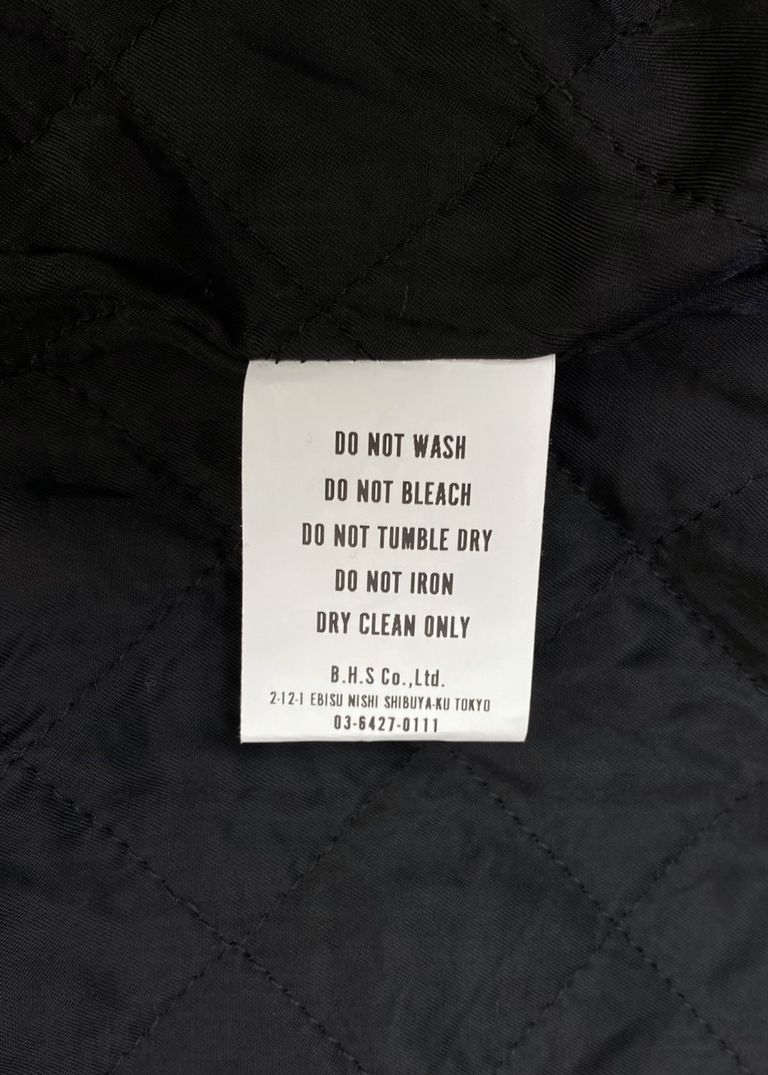 DO NOT WASH
DO NOT BLEACH
DO NOT TUMBLE DRY
DO NOT IRON
DRY CLEAN ONLY
B.H.S Co.,Ltd.
2-12-1 EBISU NISHI SHIBUYA-KU TOKYO
03-6427-0111